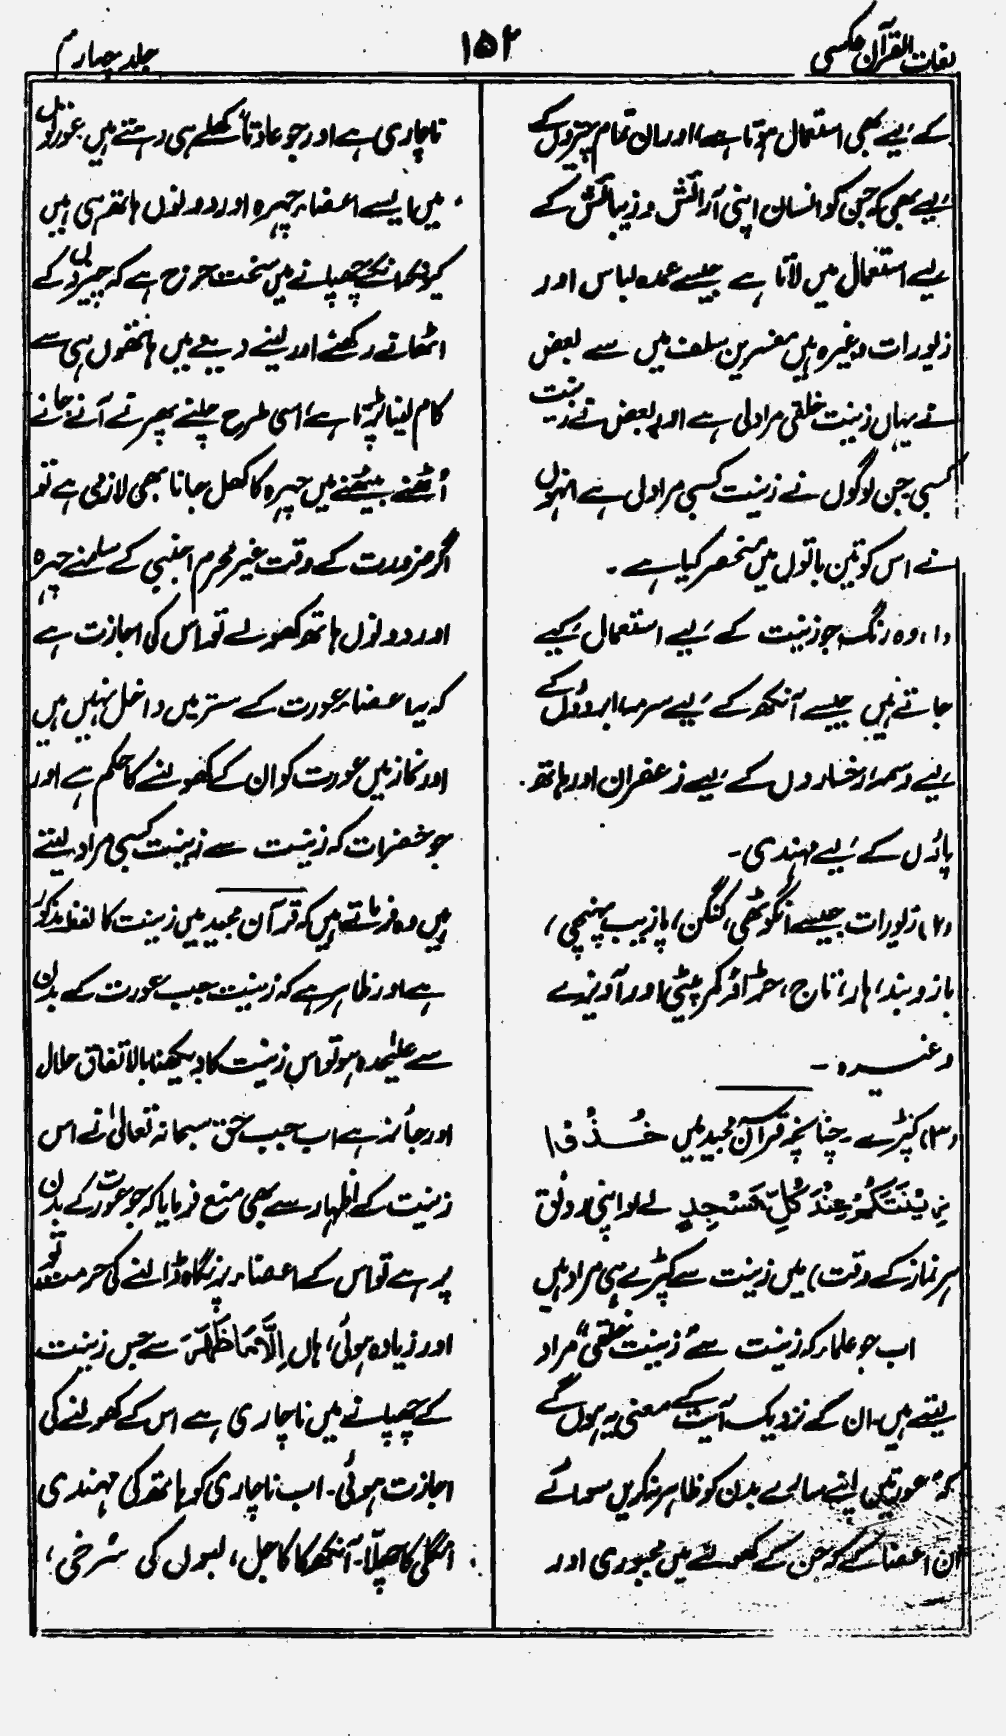 لغات القرآن عکسی
۱۵۲
جلد چہارم
کے لیے بھی استعمال ہوتا ہے، اور ان تمام چیزوں کے
لیے بھی کہ جن کو انسان اپنی آرائش و زیبائش کے
لیے استعمال میں لاتا ہے جیسے عمدہ لباس اور
زیورات وغیرہ ہیں مفسرین سلف میں سے بعض
نے یہاں زینت خلقی مراد لی ہے اور بعض نے زینت
کسبی جن لوگوں نے زینت کسبی مراد لی ہے انہوں
نے اس کو تین باتوں میں منحصر کیا ہے۔
(۱) وہ رنگ جو زینت کے لیے استعمال کیے
جاتے ہیں جیسے آنکھ کے لیے سرمہ ابروؤں کے
لیے وسمہ، رخساروں کے لیے زعفران اور ہاتھ
پاؤں کے لیے مہندی۔
(۲) زیورات جیسے انگوٹھی، کنگن، پازیب، پہنچی،
بازو بند، ہار، تاج، جڑاؤ کمر پیٹی اور آویزے
وغیرہ۔
(۳) کپڑے۔ چنانچہ قرآن مجید میں خُذُوْا
زِيْنَتَكُمْ عِنْدَ كُلِّ مَسْجِدٍ لے لو اپنی رونق
ہر نماز کے وقت) میں زینت سے کپڑے ہی مراد ہیں
اب جو علماء کہ زینت سے زینت خلقی مراد
لیتے ہیں۔ ان کے نزدیک آیت کے معنی یہ ہوں گے
کہ عورتیں اپنے سارے بدن کو ظاہر نہ کریں سوائے
ان اعضاء کے کہ جن کے کھولنے میں مجبوری اور
ناچاری ہے اور جو عادتاً کھلے ہی رہتے ہیں عورتوں
میں ایسے اعضاء چہرہ اور دونوں ہاتھ ہی ہیں
کیونکہ انکے چھپانے میں سخت حرج ہے کہ چیزوں کے
اٹھانے رکھنے اور لینے دینے میں ہاتھوں ہی سے
کام لینا پڑتا ہے، اسی طرح چلنے پھرنے آنے جانے
اُٹھنے بیٹھنے میں چہرہ کا کھل جانا بھی لازمی ہے تو
اگر ضرورت کے وقت غیر محرم اجنبی کے سامنے چہرہ
اور دونوں ہاتھ کھولے تو اس کی اجازت ہے
کہ یہ اعضاء عورت کے ستر میں داخل نہیں ہیں
اور نماز میں عورت کو ان کے کھولنے کا حکم ہے اور
جو حضرات کہ زینت سے زینت کسبی مراد لیتے
ہیں وہ فرماتے ہیں کہ قرآن مجید میں زینت کا لفظ مذکور
ہے اور ظاہر ہے کہ زینت جب عورت کے بدن
سے علیٰحدہ ہو تو اس زینت کا دیکھنا بالاتفاق حلال
اور جائز ہے اب جب حق سبحانہ تعالیٰ نے اس
زینت کے اظہار سے بھی منع فرمایا کہ جو عورت کے بدن
پر ہے تو اس کے اعضاء پر نگاہ ڈالنے کی حرمت تو
اور زیادہ ہوئی، ہاں اِلَّا مَا ظَهَرَ سے جس زینت
کے چھپانے میں ناچاری ہے اس کے کھولنے کی
اجازت ہوئی۔ اب ناچاری کو ہاتھ کی مہندی
انگلی کا چھلّا۔ آنکھ کا کاجل، لبوں کی سُرخی،